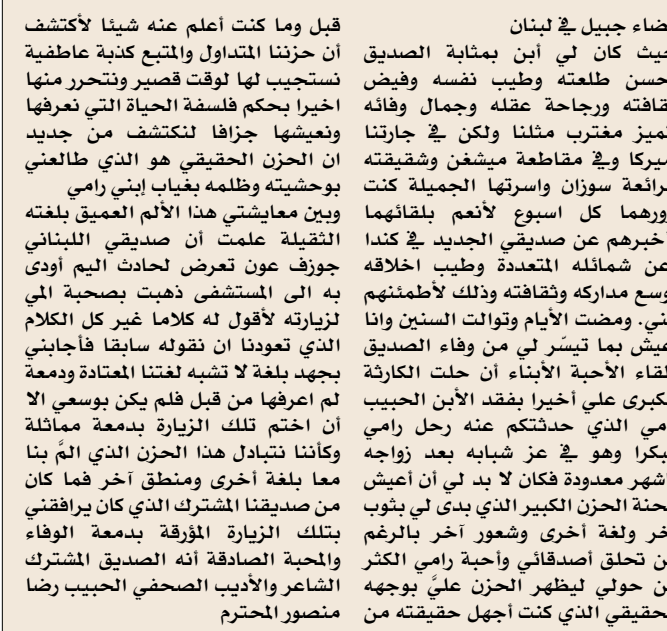 ضاء جبيل في لبنان
حيث كان لي أبن بمثابة الصديق
حسن طلعته وطيب نفسه وفيض
قافته ورجاحة عقله وجمال وفائه
ميز مغترب مثلنا ولكن في جارتنا
ميركا وفي مقاطعة ميشغن وشقيقته
رائعة سوزان واسرتها الجميلة كنت
ورهما كل اسبوع لأنعم بلقائهما
خبرهم عن صديقي الجديد في كندا
عن شمائله المتعددة وطيب اخلاقه
وسع مداركه وثقافته وذلك لأطمئنهم
ني. ومضت الأيام وتوالت السنين وانا
عيش بما تيسّر لي من وفاء الصديق
لقاء الأحبة الأبناء أن حلت الكارثة
كبرى علي أخيرا بفقد الأبن الحبيب
مي الذي حدثتكم عنه رحل رامي
بكرا وهو في عز شبابه بعد زواجه
شهر معدودة فكان لا بد لي أن أعيش
حنة الحزن الكبير الذي بدى لي بثوب
خر ولغة أخرى وشعور آخر بالرغم
ن تحلق أصدقائي وأحبة رامي الكثر
ن حولي ليظهر الحزن عليَّ بوجهه
حقيقي الذي كنت أجهل حقيقته من
قبل وما كنت أعلم عنه شيئا لأكتشف
أن حزننا المتداول والمتبع كذبة عاطفية
نستجيب لها لوقت قصير ونتحرر منها
اخيرا بحكم فلسفة الحياة التي نعرفها
ونعيشها جزافا لنكتشف من جديد
ان الحزن الحقيقي هو الذي طالعني
بوحشيته وظلمه بغياب إبني رامي
وبين معايشتي هذا الألم العميق بلغته
الثقيلة علمت أن صديقي اللبناني
جوزف عون تعرض لحادث اليم أودى
به الى المستشفى ذهبت بصحبة المي
لزيارته لأقول له كلاما غير كل الكلام
الذي تعودنا ان نقوله سابقا فأجابني
بجهد بلغة لا تشبه لغتنا المعتادة ودمعة
لم اعرفها من قبل فلم يكن بوسعي الا
أن اختم تلك الزيارة بدمعة مماثلة
وكأننا نتبادل هذا الحزن الذي المَّ بنا
معا بلغة أخرى ومنطق آخر فما كان
من صديقنا المشترك الذي كان يرافقني
بتلك الزيارة المؤرقة بدمعة الوفاء
والمحبة الصادقة أنه الصديق المشترك
الشاعر والأديب الصحفي الحبيب رضا
منصور المحترم